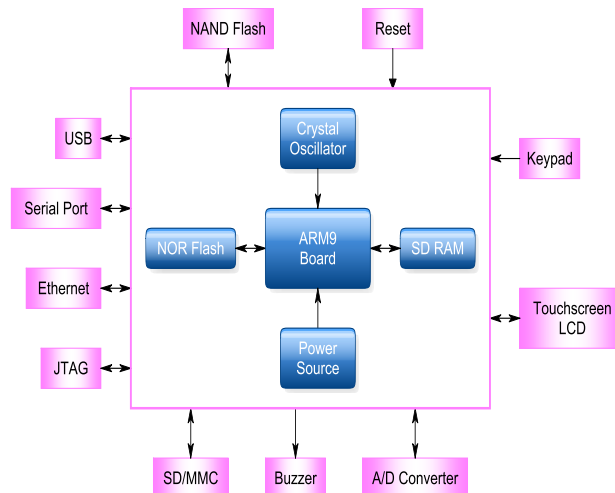 NAND Flash
Reset
Crystal
Oscillator
USB
Keypad
Serial Port
ARM9
Board
NOR Flash
SD RAM
Ethernet
Touchscreen
LCD
Power
Source
JTAG
SD/MMC
Buzzer
A/D Converter